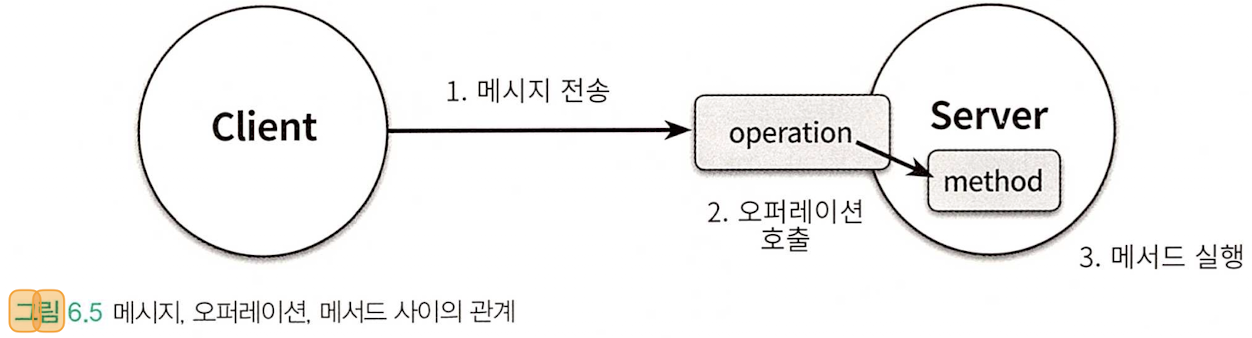 Client
1. 메시지 전송
operation
Server
method
2. 오퍼레이션
호출
3. 메서드 실행
그림 6.5 메시지, 오퍼레이션, 메서드 사이의 관계